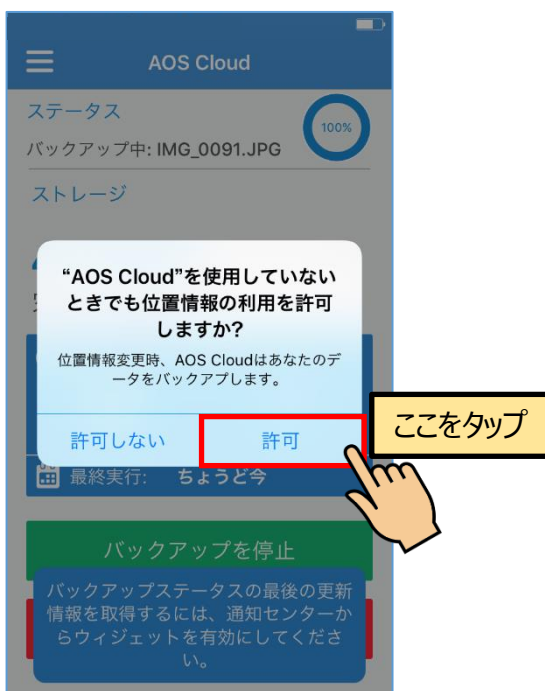 AOS Cloud
ステータス
100%
バックアップ中: IMG_0091.JPG
ストレージ
“AOS Cloud”を使用していない
ときでも位置情報の利用を許可
しますか?
位置情報変更時、AOS Cloudはあなたのデ
ータをバックアプします。
許可しない
許可
ここをタップ
最終実行: ちょうど今
バックアップを停止
バックアップステータスの最後の更新
情報を取得するには、通知センターか
らウィジェットを有効にしてくださ
い。